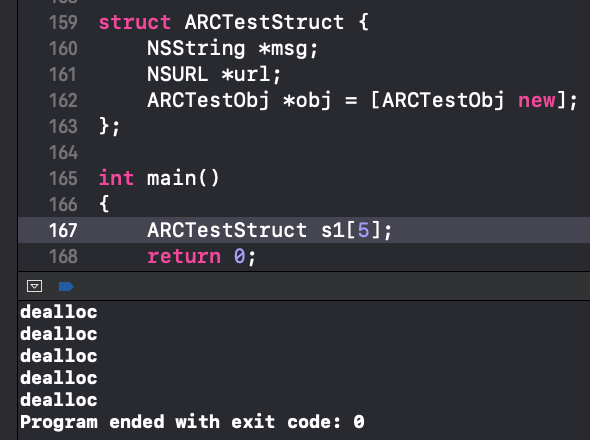 159 struct ARCTestStruct {
160     NSString *msg;
161     NSURL *url;
162     ARCTestObj *obj = [ARCTestObj new];
163 };
164
165 int main()
166 {
167     ARCTestStruct s1[5];
168     return 0;
dealloc
dealloc
dealloc
dealloc
dealloc
Program ended with exit code: 0